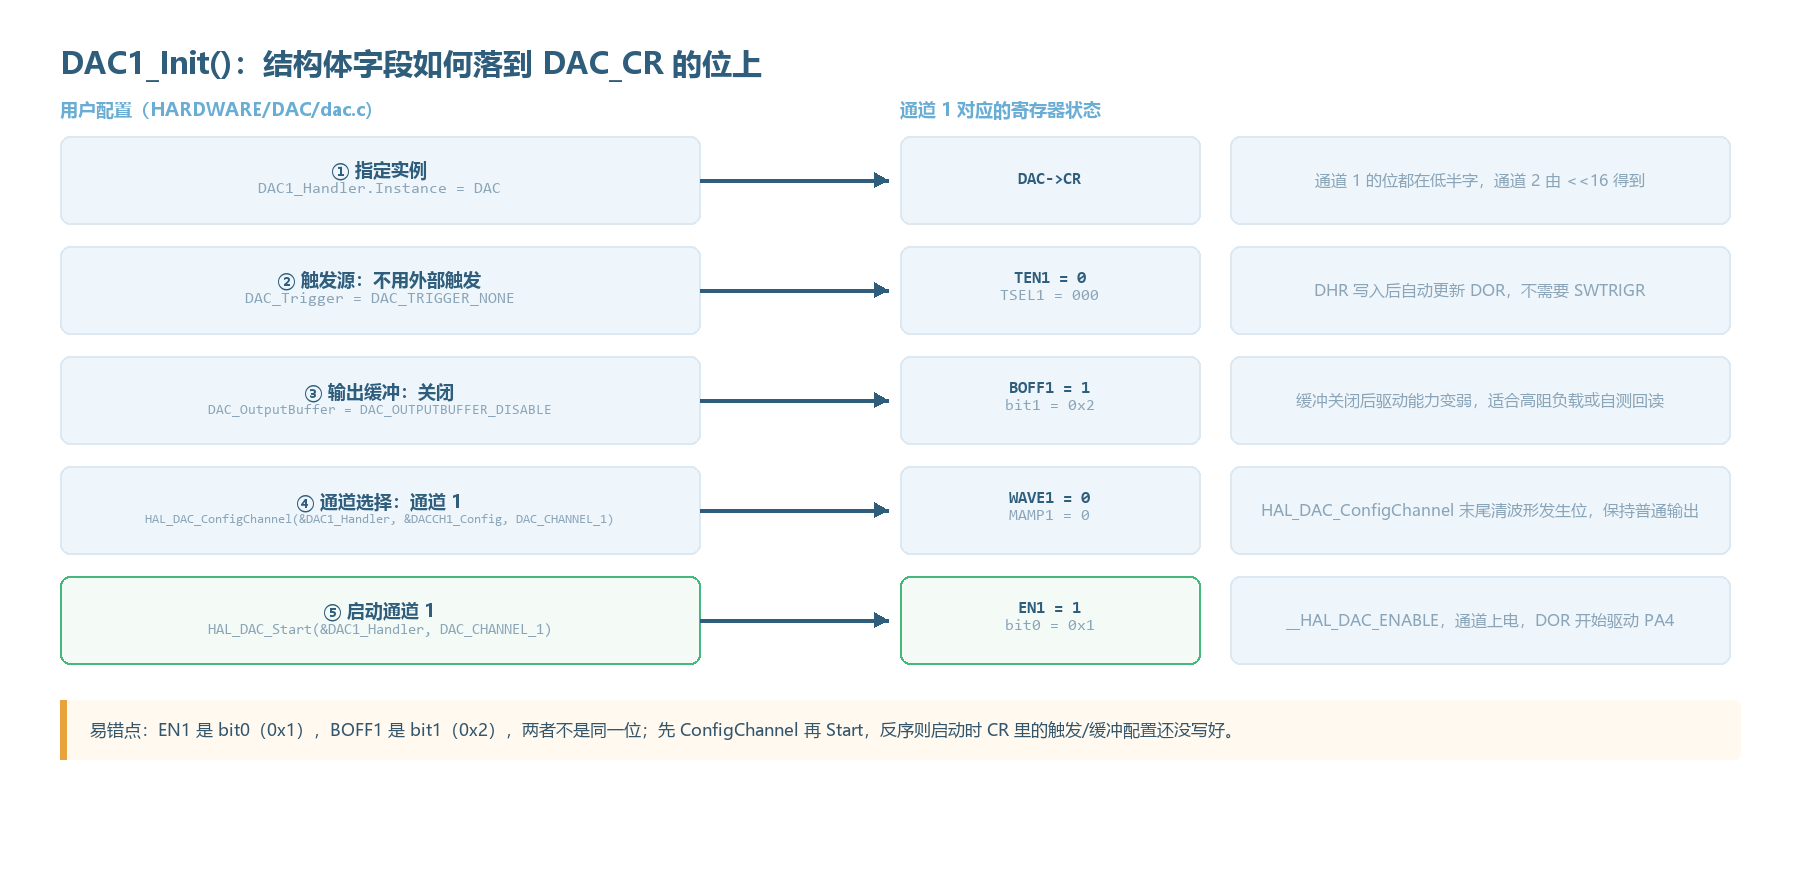 DAC1_Init()：结构体字段如何落到 DAC_CR 的位上
用户配置（HARDWARE/DAC/dac.c）
通道 1 对应的寄存器状态
① 指定实例
DAC1_Handler.Instance = DAC
DAC->CR
通道 1 的位都在低半字，通道 2 由 <<16 得到
② 触发源：不用外部触发
DAC_Trigger = DAC_TRIGGER_NONE
TEN1 = 0
TSEL1 = 000
DHR 写入后自动更新 DOR，不需要 SWTRIGR
③ 输出缓冲：关闭
DAC_OutputBuffer = DAC_OUTPUTBUFFER_DISABLE
BOFF1 = 1
bit1 = 0x2
缓冲关闭后驱动能力变弱，适合高阻负载或自测回读
④ 通道选择：通道 1
HAL_DAC_ConfigChannel(&DAC1_Handler, &DACCH1_Config, DAC_CHANNEL_1)
WAVE1 = 0
MAMP1 = 0
HAL_DAC_ConfigChannel 末尾清波形发生位，保持普通输出
⑤ 启动通道 1
HAL_DAC_Start(&DAC1_Handler, DAC_CHANNEL_1)
EN1 = 1
bit0 = 0x1
__HAL_DAC_ENABLE，通道上电，DOR 开始驱动 PA4
易错点：EN1 是 bit0（0x1），BOFF1 是 bit1（0x2），两者不是同一位；先 ConfigChannel 再 Start，反序则启动时 CR 里的触发/缓冲配置还没写好。